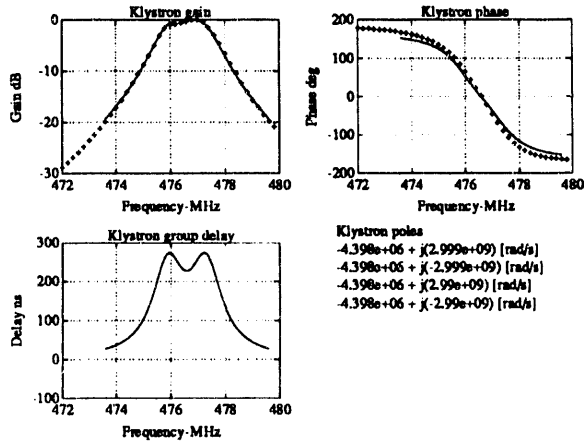 Klystron gain
0
-10
-20
-30
Gain dB
472 474 476 478 480
Frequency-MHz
Klystron phase
200
100
0
-100
-200
Phase deg
472 474 476 478 480
Frequency-MHz
Klystron group delay
300
200
100
0
-100
Delay ns
472 474 476 478 480
Frequency-MHz
Klystron poles
-4.398e+06 + j(2.999e+09) [rad/s]
-4.398e+06 + j(-2.999e+09) [rad/s]
-4.398e+06 + j(2.99e+09) [rad/s]
-4.398e+06 + j(-2.99e+09) [rad/s]